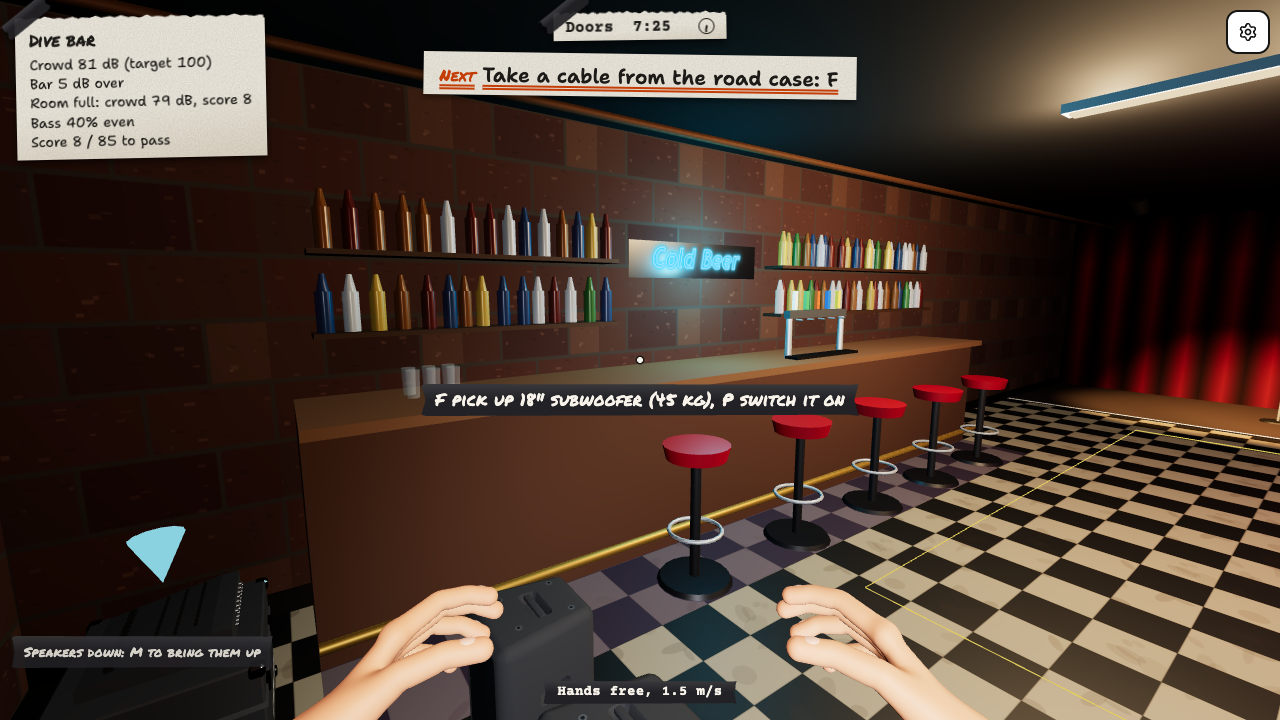 DIVE BAR
Crowd 81 dB (target 100)
Bar 5 dB over
Room full: crowd 79 dB, score 8
Bass 40% even
Score 8 / 85 to pass
Doors 7:25
NEXT Take a cable from the road case: F
Cold Beer
F PICK UP 18" SUBWOOFER (45 KG), P SWITCH IT ON
SPEAKERS DOWN: M TO BRING THEM UP
Hands free, 1.5 m/s